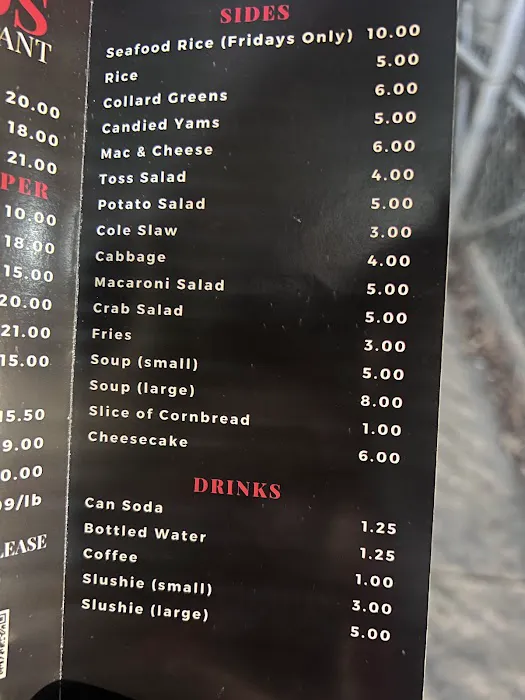 ANT
20.00
18.00
21.00
PER
10.00
18.00
15.00
20.00
21.00
15.00
15.50
9.00
0.00
9/lb
LEASE
SIDES
Seafood Rice (Fridays Only) 10.00
Rice 5.00
Collard Greens 6.00
Candied Yams 5.00
Mac & Cheese 6.00
Toss Salad 4.00
Potato Salad 5.00
Cole Slaw 3.00
Cabbage 4.00
Macaroni Salad 5.00
Crab Salad 5.00
Fries 3.00
Soup (small) 5.00
Soup (large) 8.00
Slice of Cornbread 1.00
Cheesecake 6.00
DRINKS
Can Soda 1.25
Bottled Water 1.25
Coffee 1.00
Slushie (small) 3.00
Slushie (large) 5.00